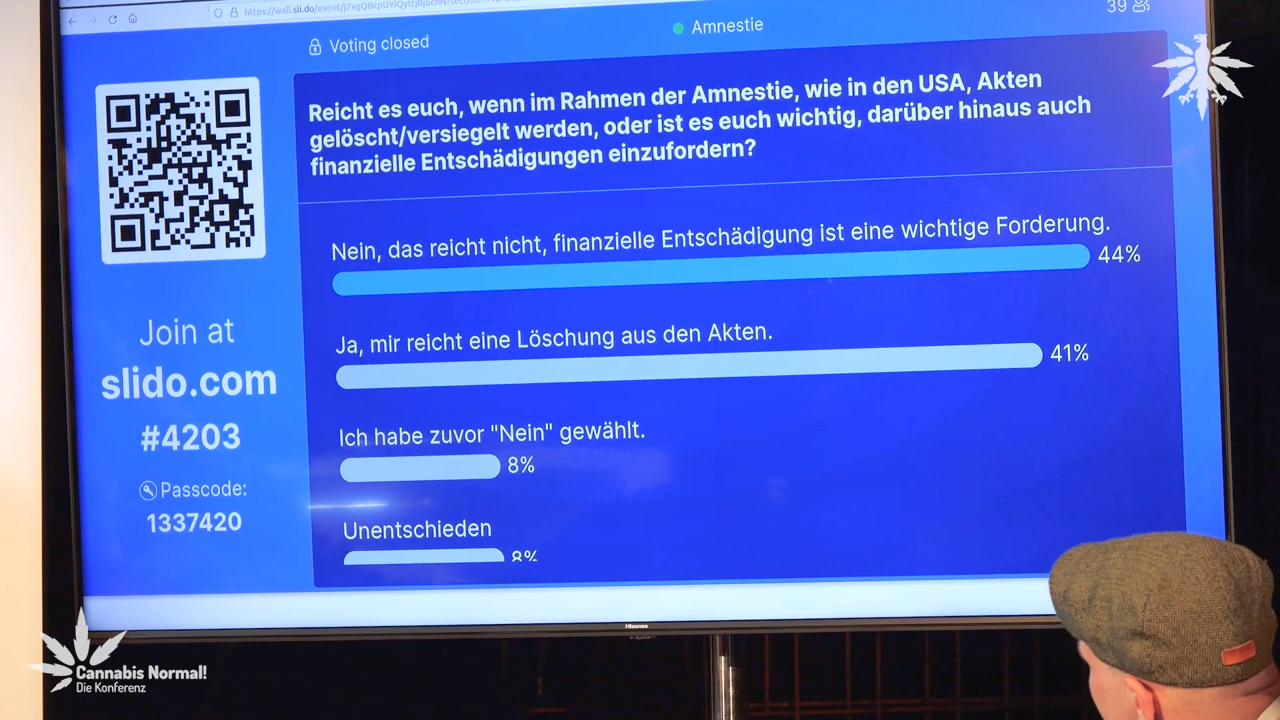 Voting closed
Amnestie
39
Reicht es euch, wenn im Rahmen der Amnestie, wie in den USA, Akten
gelöscht/versiegelt werden, oder ist es euch wichtig, darüber hinaus auch
finanzielle Entschädigungen einzufordern?
Nein, das reicht nicht, finanzielle Entschädigung ist eine wichtige Forderung.
44%
Ja, mir reicht eine Löschung aus den Akten.
41%
Ich habe zuvor "Nein" gewählt.
8%
Unentschieden
8%
Join at
slido.com
#4203
Passcode:
1337420
Hisense
Cannabis Normal!
Die Konferenz